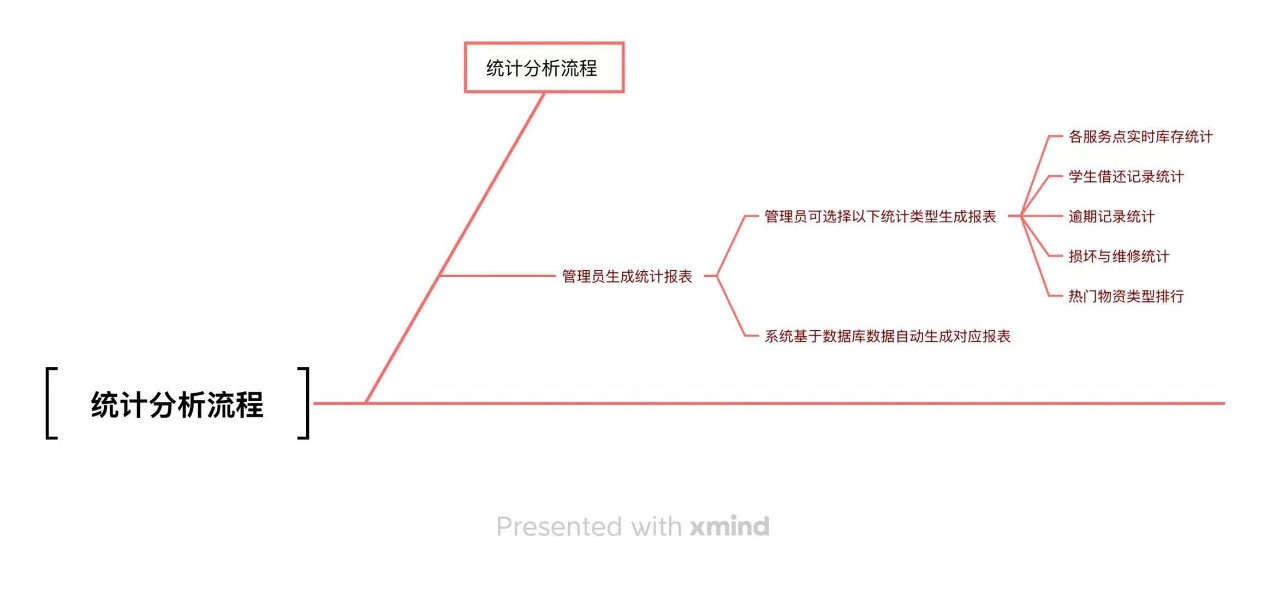 统计分析流程
各服务点实时库存统计
学生借还记录统计
管理员可选择以下统计类型生成报表
逾期记录统计
损坏与维修统计
管理员生成统计报表
热门物资类型排行
系统基于数据库数据自动生成对应报表
统计分析流程
Presented with xmind